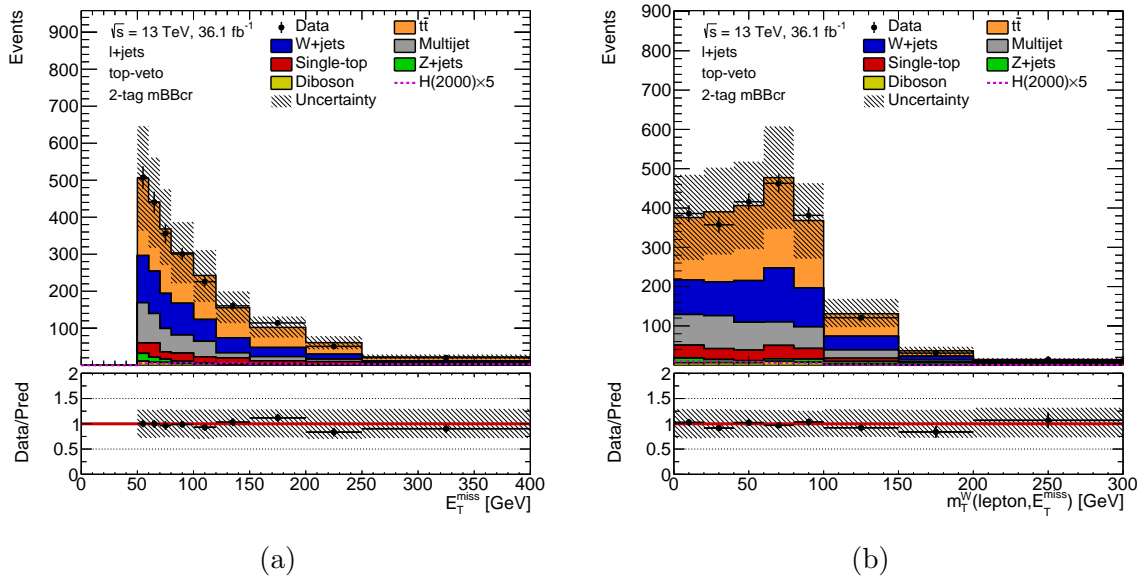 Events
900
800
700
600
500
400
300
200
100
√s = 13 TeV, 36.1 fb⁻¹
l+jets
top-veto
2-tag mBBcr
Data
tt̄
W+jets
Multijet
Single-top
Z+jets
Diboson
H(2000)×5
Uncertainty
Data/Pred
2
1.5
1
0.5
0
0 50 100 150 200 250 300 350 400
E_T^miss [GeV]
(a)
Events
900
800
700
600
500
400
300
200
100
√s = 13 TeV, 36.1 fb⁻¹
l+jets
top-veto
2-tag mBBcr
Data
tt̄
W+jets
Multijet
Single-top
Z+jets
Diboson
H(2000)×5
Uncertainty
Data/Pred
2
1.5
1
0.5
0
0 50 100 150 200 250 300
m_T^W(lepton,E_T^miss) [GeV]
(b)